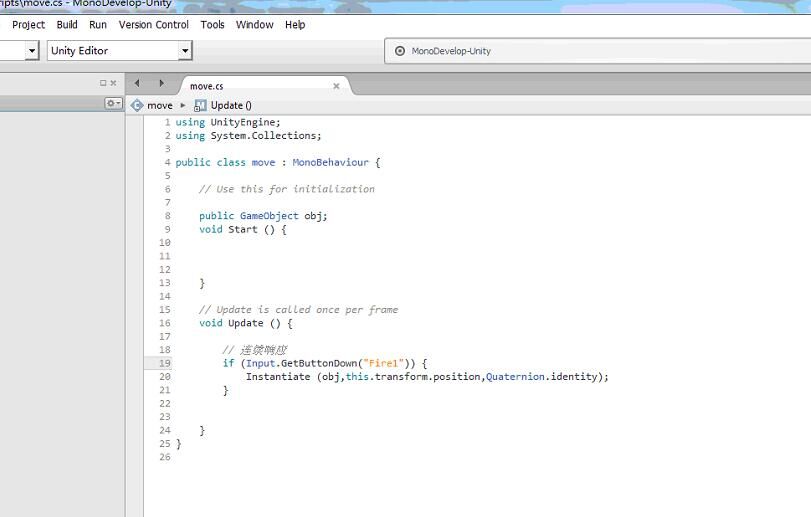 ripts\move.cs - MonoDevelop-Unity
Project Build Run Version Control Tools Window Help
Unity Editor
MonoDevelop-Unity
move.cs
move Update ()
1 using UnityEngine;
2 using System.Collections;
3
4 public class move : MonoBehaviour {
5
6 // Use this for initialization
7
8 public GameObject obj;
9 void Start () {
10
11
12
13 }
14
15 // Update is called once per frame
16 void Update () {
17
18 // 连续响应
19 if (Input.GetButtonDown("Fire1")) {
20 Instantiate (obj,this.transform.position,Quaternion.identity);
21 }
22
23
24 }
25 }
26